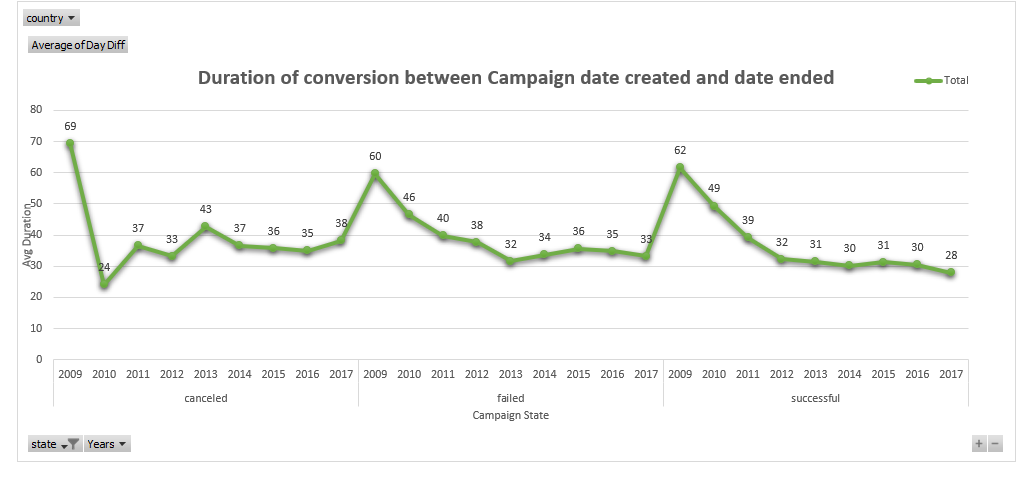 country
Average of Day Diff
Duration of conversion between Campaign date created and date ended
Total
80
70
60
50
40
30
20
10
0
Avg Duration
69 24 37 33 43 37 36 35 38 60 46 40 38 32 34 36 35 33 62 49 39 32 31 30 31 30 28
2009 2010 2011 2012 2013 2014 2015 2016 2017 2009 2010 2011 2012 2013 2014 2015 2016 2017 2009 2010 2011 2012 2013 2014 2015 2016 2017
canceled failed successful
Campaign State
state Years + −